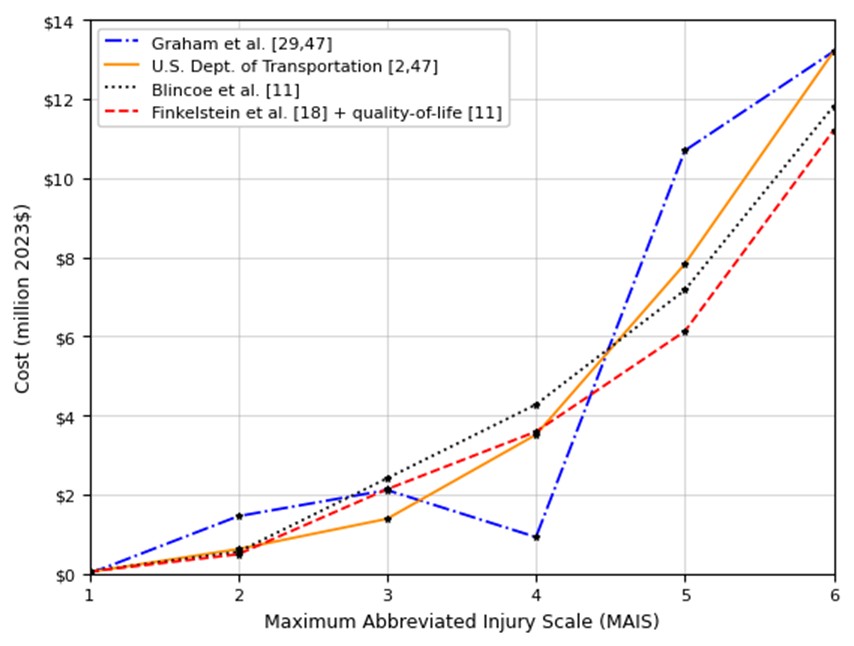 Graham et al. [29,47]
U.S. Dept. of Transportation [2,47]
Blincoe et al. [11]
Finkelstein et al. [18] + quality-of-life [11]
$14
$12
$10
$8
$6
$4
$2
$0
Cost (million 2023$)
1 2 3 4 5 6
Maximum Abbreviated Injury Scale (MAIS)